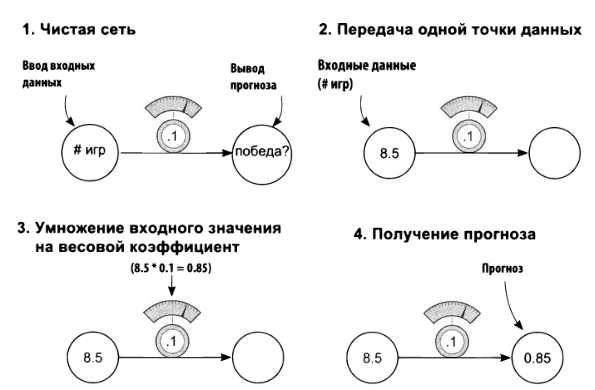 1. Чистая сеть
Ввод входных
данных
Вывод
прогноза
.1
# игр
победа?
2. Передача одной точки данных
Входные данные
(# игр)
.1
8.5
3. Умножение входного значения
на весовой коэффициент
(8.5 * 0.1 = 0.85)
.1
8.5
4. Получение прогноза
Прогноз
.1
8.5
0.85